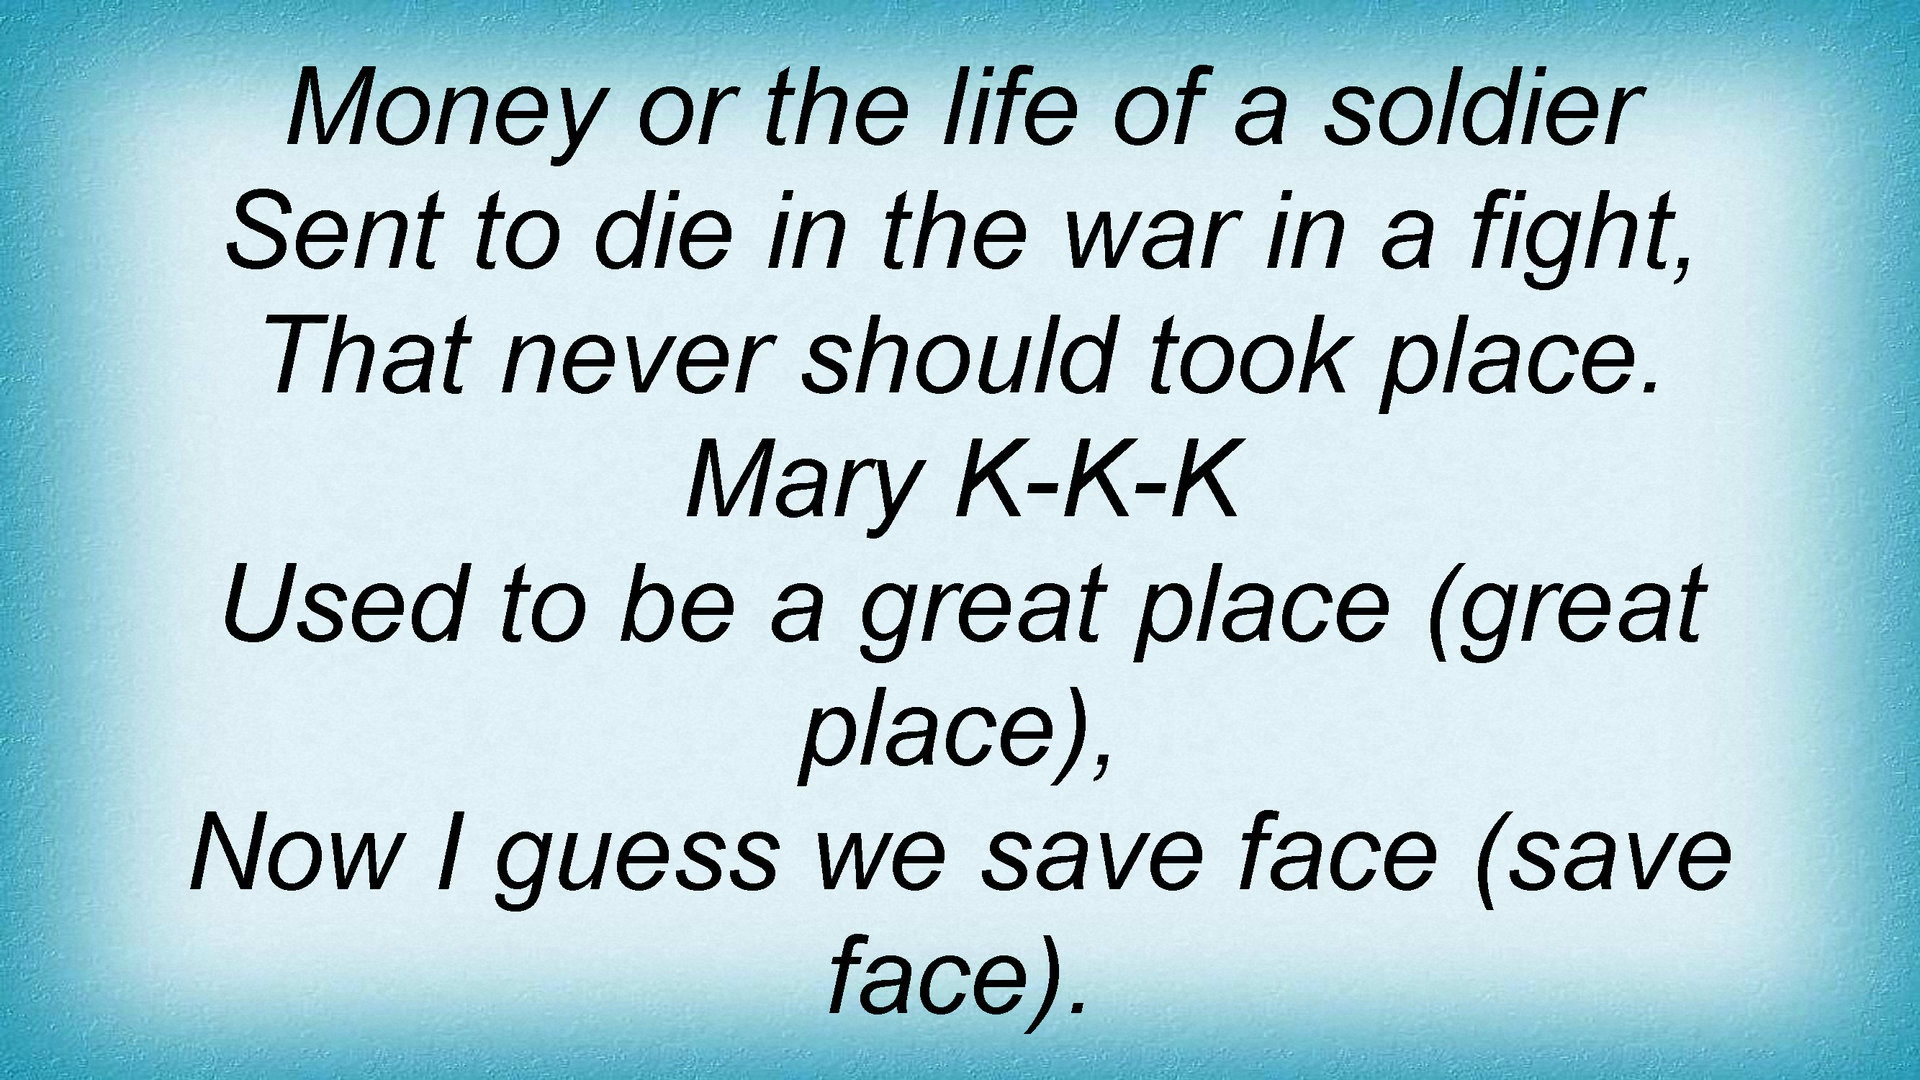 Money or the life of a soldier
Sent to die in the war in a fight,
That never should took place.
Mary K-K-K
Used to be a great place (great
place),
Now I guess we save face (save
face).